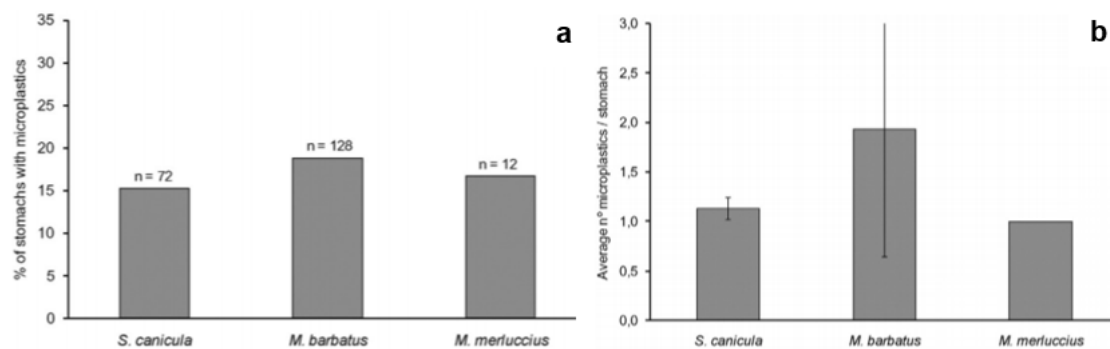 a
% of stomachs with microplastics
35
30
25
20
15
10
5
0
n = 72
n = 128
n = 12
S. canicula
M. barbatus
M. merluccius
b
Average n° microplastics / stomach
3,0
2,5
2,0
1,5
1,0
0,5
0,0
S. canicula
M. barbatus
M. merluccius